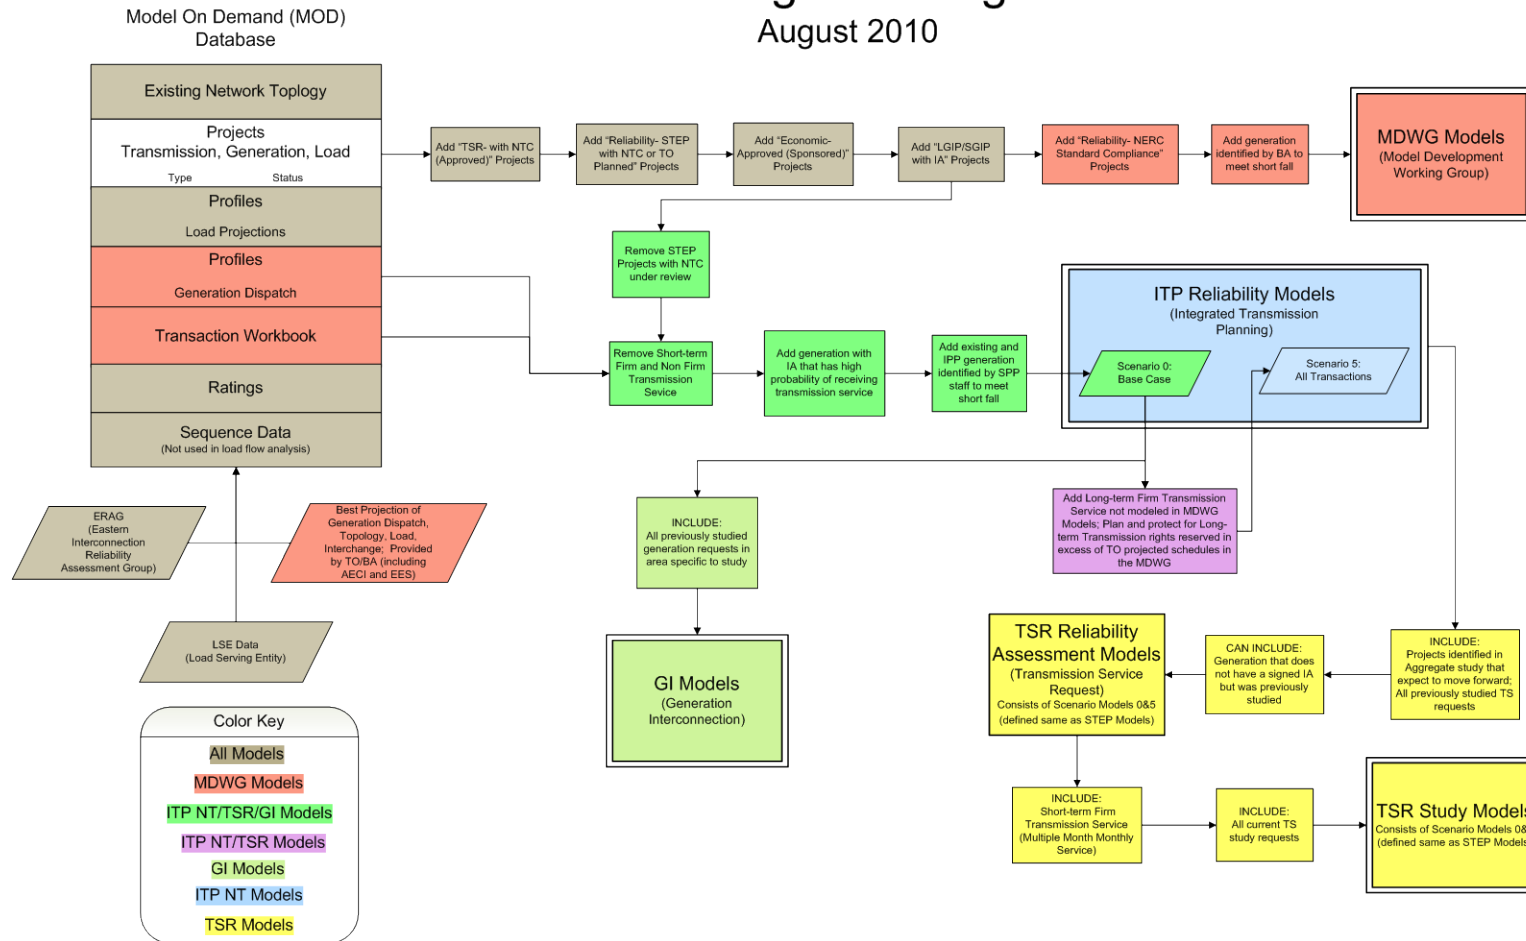 Model On Demand (MOD)
Database
August 2010
Existing Network Toplogy
Projects
Transmission, Generation, Load
Type Status
Profiles
Load Projections
Profiles
Generation Dispatch
Transaction Workbook
Ratings
Sequence Data
(Not used in load flow analysis)
Add “TSR- with NTC
(Approved)” Projects
Add “Reliability- STEP
with NTC or TO
Planned” Projects
Add “Economic-
Approved (Sponsored)”
Projects
Add “LGIP/SGIP
with IA” Projects
Add “Reliability- NERC
Standard Compliance”
Projects
Add generation
identified by BA to
meet short fall
MDWG Models
(Model Development
Working Group)
Remove STEP
Projects with NTC
under review
Remove Short-term
Firm and Non Firm
Transmission
Sevice
Add generation with
IA that has high
probability of receiving
transmission service
Add existing and
IPP generation
identified by SPP
staff to meet
short fall
ITP Reliability Models
(Integrated Transmission
Planning)
Scenario 0:
Base Case
Scenario 5:
All Transactions
ERAG
(Eastern
Interconnection
Reliability
Assessment Group)
Best Projection of
Generation Dispatch,
Topology, Load,
Interchange; Provided
by TO/BA (including
AECI and EES)
LSE Data
(Load Serving Entity)
INCLUDE:
All previously studied
generation requests in
area specific to study
GI Models
(Generation
Interconnection)
Add Long-term Firm Transmission
Service not modeled in MDWG
Models; Plan and protect for Long-
term Transmission rights reserved in
excess of TO projected schedules in
the MDWG
TSR Reliability
Assessment Models
(Transmission Service
Request)
Consists of Scenario Models 0&5
(defined same as STEP Models)
CAN INCLUDE:
Generation that does
not have a signed IA
but was previously
studied
INCLUDE:
Projects identified in
Aggregate study that
expect to move forward;
All previously studied TS
requests
INCLUDE:
Short-term Firm
Transmission Service
(Multiple Month Monthly
Service)
INCLUDE:
All current TS
study requests
TSR Study Models
Consists of Scenario Models 0&
(defined same as STEP Models
Color Key
All Models
MDWG Models
ITP NT/TSR/GI Models
ITP NT/TSR Models
GI Models
ITP NT Models
TSR Models